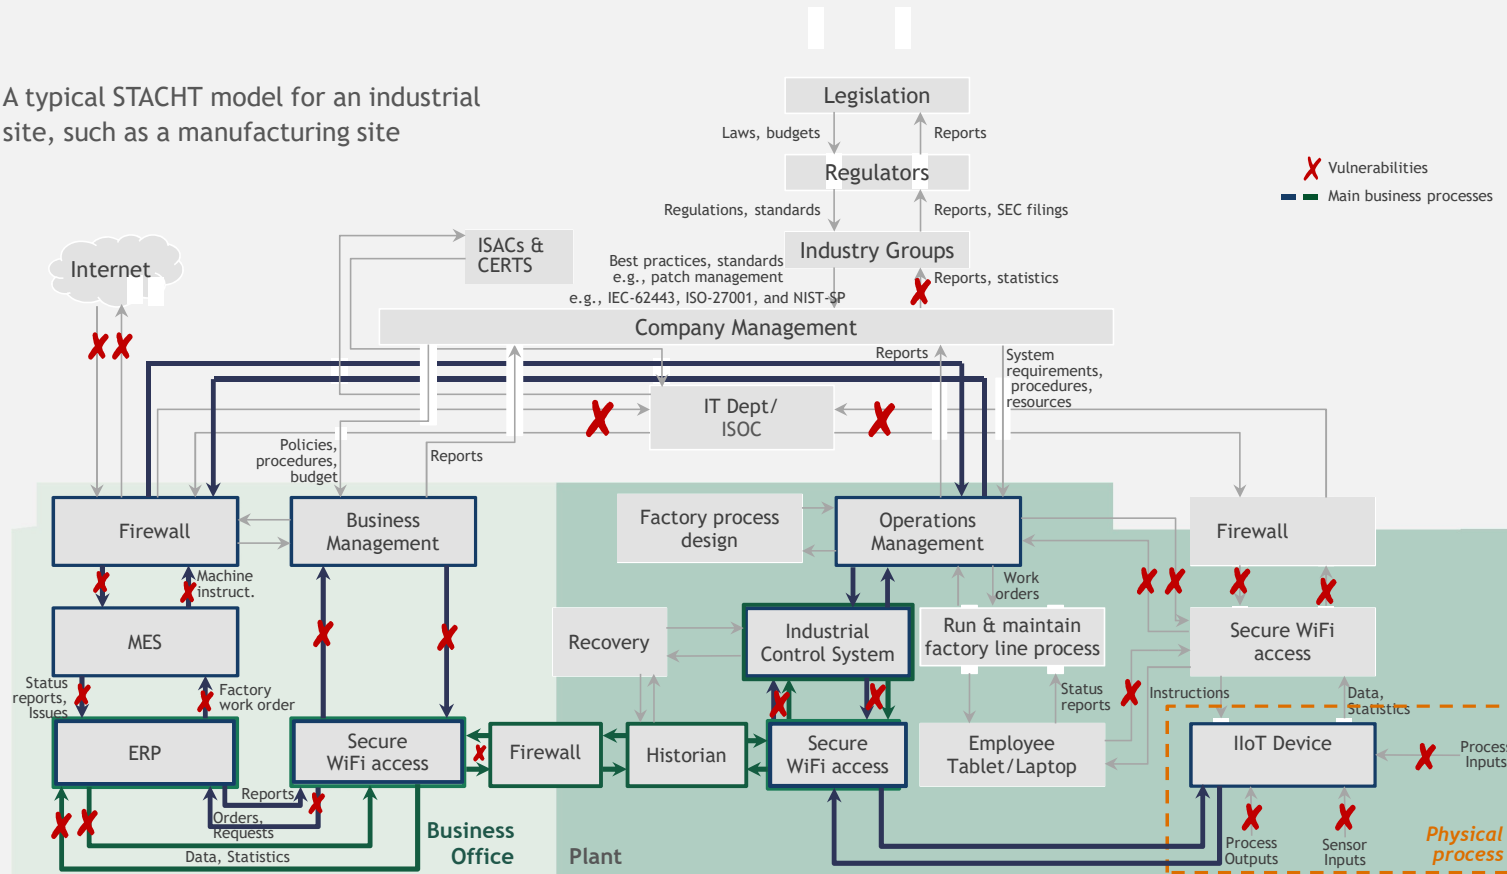 A typical STACHT model for an industrial
site, such as a manufacturing site
Legislation
Laws, budgets
Reports
Regulators
Vulnerabilities
Main business processes
Regulations, standards
Reports, SEC filings
ISACs &
CERTS
Industry Groups
Internet
Best practices, standards
e.g., patch management
e.g., IEC-62443, ISO-27001, and NIST-SP
Reports, statistics
Company Management
Reports
System
requirements,
procedures,
resources
IT Dept/
ISOC
Policies,
procedures,
budget
Reports
Firewall
Business
Management
Factory process
design
Operations
Management
Firewall
Machine
instruct.
Work
orders
MES
Recovery
Industrial
Control System
Run & maintain
factory line process
Secure WiFi
access
Status
reports,
Issues
Factory
work order
Status
reports
Instructions
Data,
Statistics
ERP
Secure
WiFi access
Firewall
Historian
Secure
WiFi access
Employee
Tablet/Laptop
IIoT Device
Process
Inputs
Reports
Orders,
Requests
Data, Statistics
Business
Office
Plant
Process
Outputs
Sensor
Inputs
Physical
process